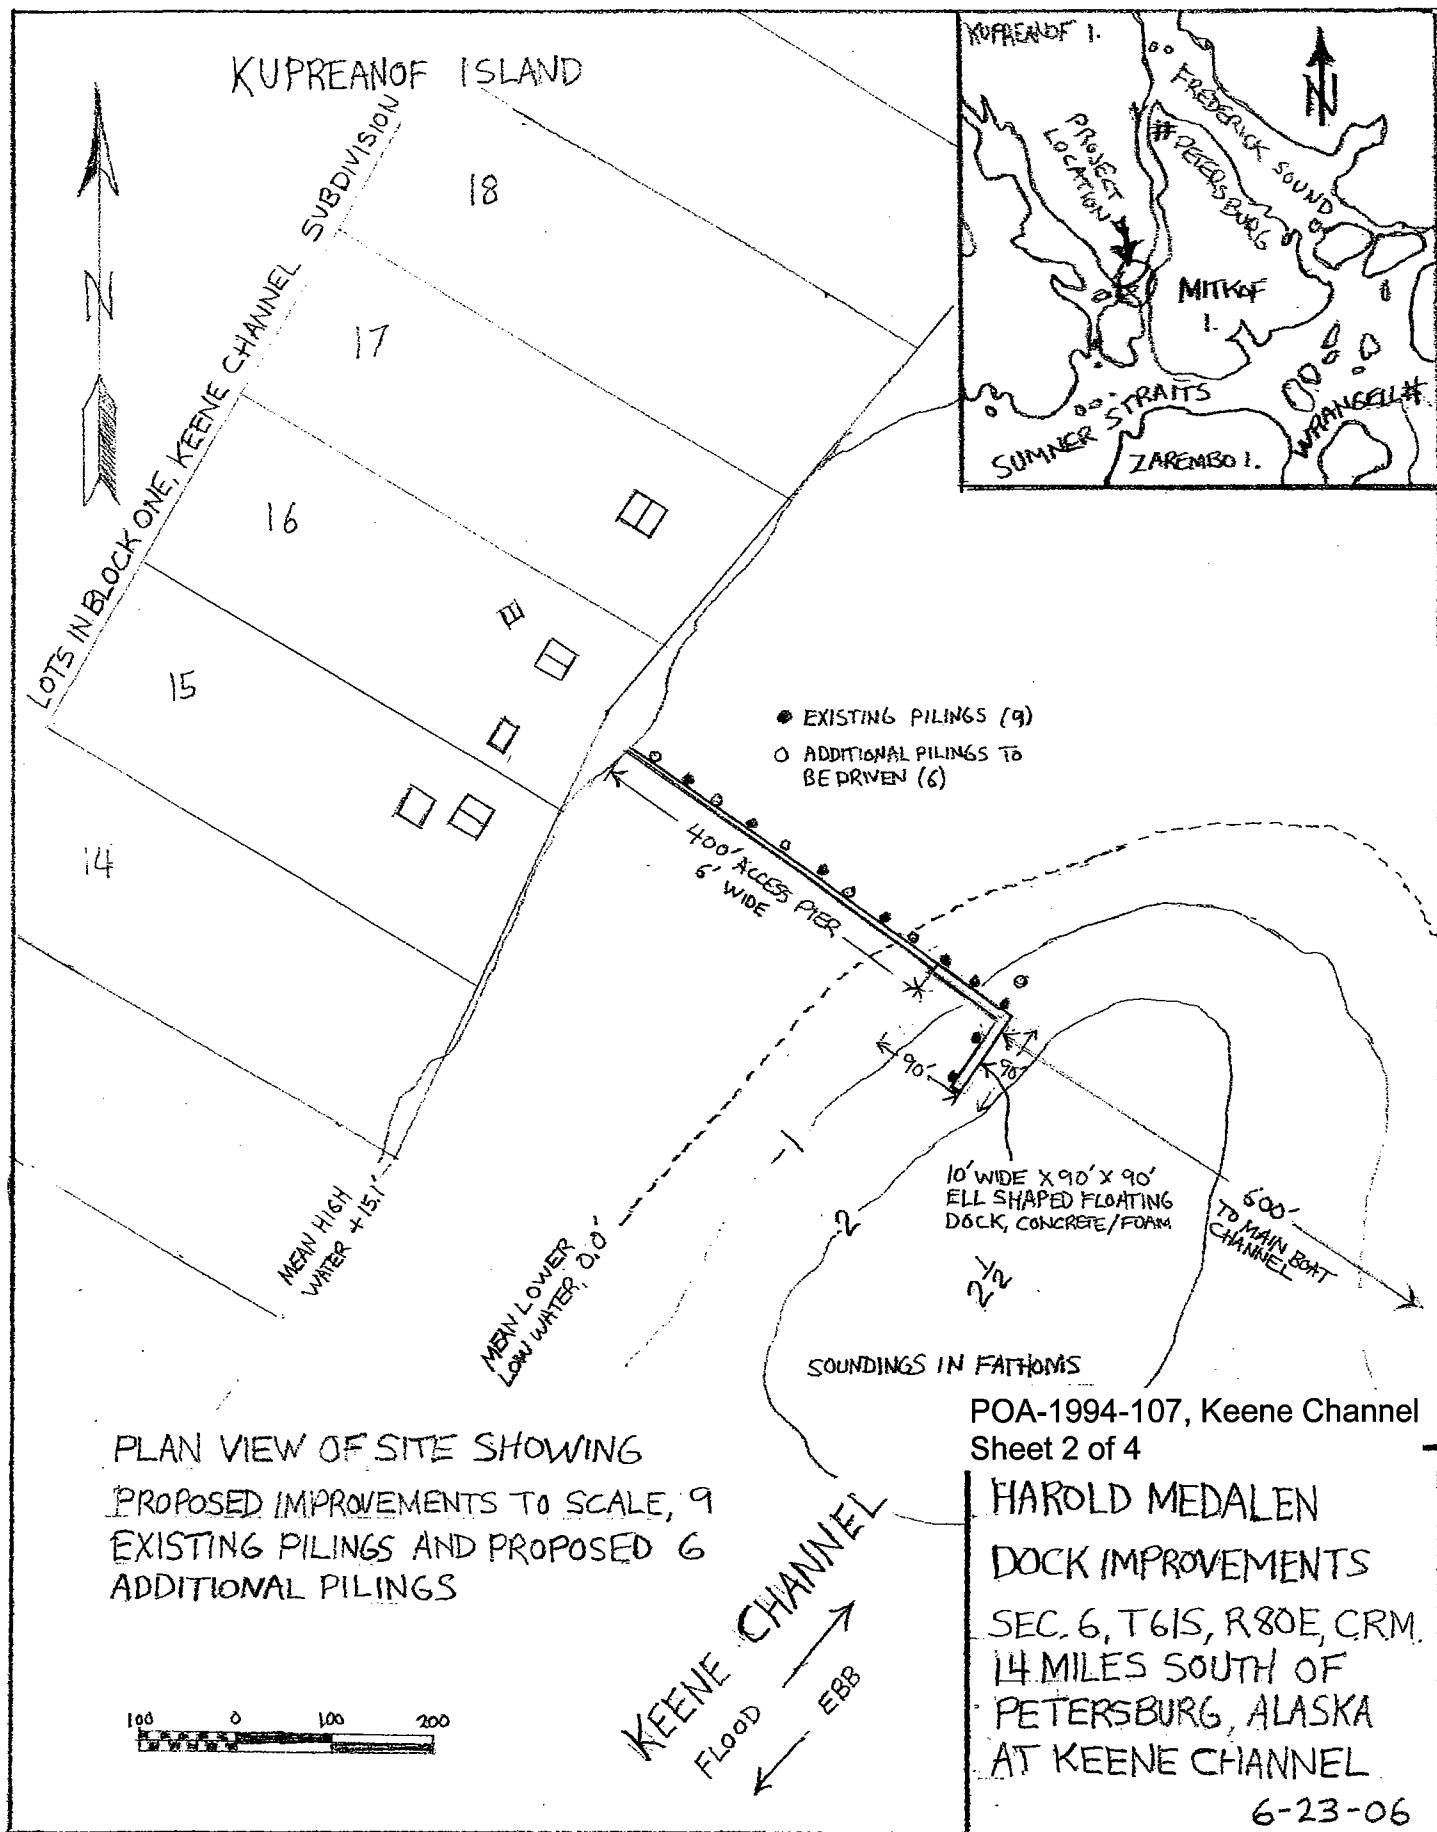 KUPREANOF ISLAND
N
LOTS IN BLOCK ONE, KEENE CHANNEL SUBDIVISION
18
17
16
15
14
KUPREANOF I.
N
FREDERICK SOUND
# PETERSBURG
PROJECT
LOCATION
MITKOF
I.
SUMNER STRAITS
WRANGELL #
ZAREMBO I.
EXISTING PILINGS (9)
ADDITIONAL PILINGS TO
BE DRIVEN (6)
400' ACCESS PIER
6' WIDE
90'
90'
10' WIDE X 90' X 90'
ELL SHAPED FLOATING
DOCK, CONCRETE/FOAM
600'
TO MAIN BOAT
CHANNEL
MEAN HIGH
WATER +15.1'
MEAN LOWER
LOW WATER, 0.0'
-1
2
2 1/2
SOUNDINGS IN FATHOMS
PLAN VIEW OF SITE SHOWING
PROPOSED IMPROVEMENTS TO SCALE, 9
EXISTING PILINGS AND PROPOSED 6
ADDITIONAL PILINGS
100 0 100 200
KEENE CHANNEL
FLOOD
EBB
POA-1994-107, Keene Channel
Sheet 2 of 4
HAROLD MEDALEN
DOCK IMPROVEMENTS
SEC. 6, T61S, R80E, C.R.M.
14 MILES SOUTH OF
PETERSBURG, ALASKA
AT KEENE CHANNEL
6-23-06